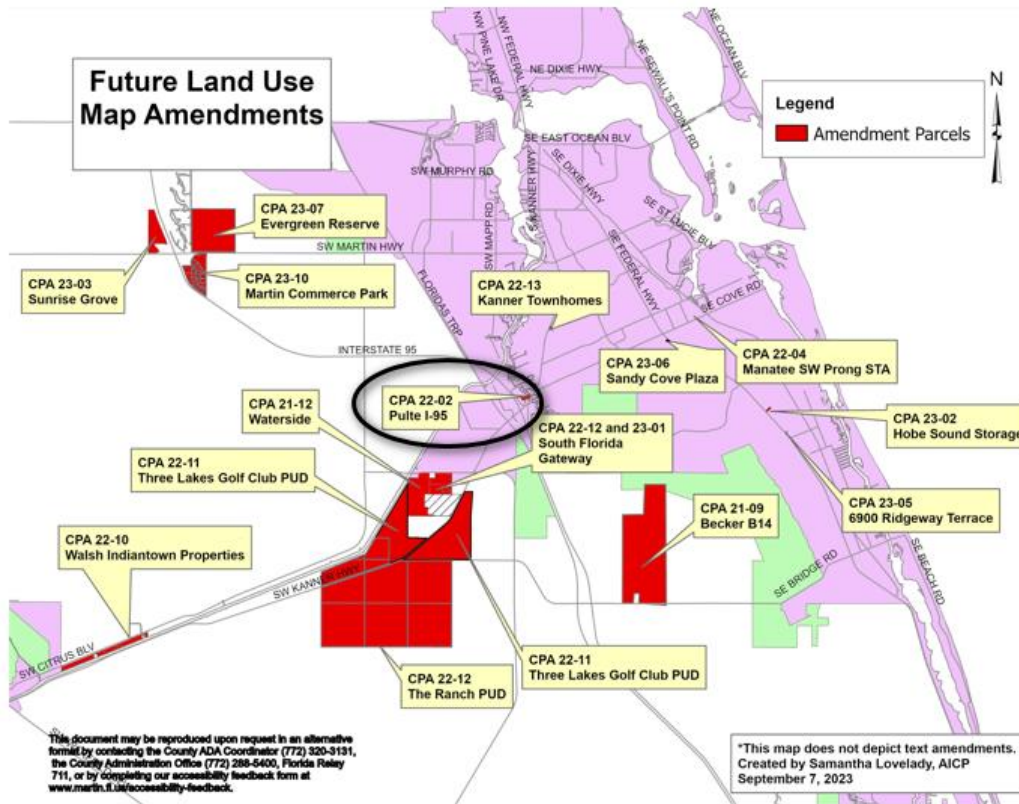 Future Land Use
Map Amendments
Legend
Amendment Parcels
N
NW PINE LAKE DR
NW FEDERAL HWY
NE DIXIE HWY
NE SEWALL'S POINT RD
NE OCEAN BLV
SE EAST OCEAN BLV
SW MURPHY RD
SW MAPP RD
S KANNER HWY
SE DIXIE HWY
SE ST LUCIE BLV
SE FEDERAL HWY
SE COVE RD
SW MARTIN HWY
FLORIDAS TRP
INTERSTATE 95
SW KANNER HWY
SW CITRUS BLV
SE BRIDGE RD
SE BEACH RD
CPA 23-07
Evergreen Reserve
CPA 23-03
Sunrise Grove
CPA 23-10
Martin Commerce Park
CPA 22-13
Kanner Townhomes
CPA 23-06
Sandy Cove Plaza
CPA 22-04
Manatee SW Prong STA
CPA 22-02
Pulte I-95
CPA 21-12
Waterside
CPA 22-12 and 23-01
South Florida
Gateway
CPA 23-02
Hobe Sound Storage
CPA 22-11
Three Lakes Golf Club PUD
CPA 23-05
6900 Ridgeway Terrace
CPA 21-09
Becker B14
CPA 22-10
Walsh Indiantown Properties
CPA 22-12
The Ranch PUD
CPA 22-11
Three Lakes Golf Club PUD
This document may be reproduced upon request in an alternative
format by contacting the County ADA Coordinator (772) 320-3131,
the County Administration Office (772) 288-5400, Florida Relay
711, or by completing our accessibility feedback form at
www.martin.fl.us/accessibility-feedback.
*This map does not depict text amendments.
Created by Samantha Lovelady, AICP
September 7, 2023